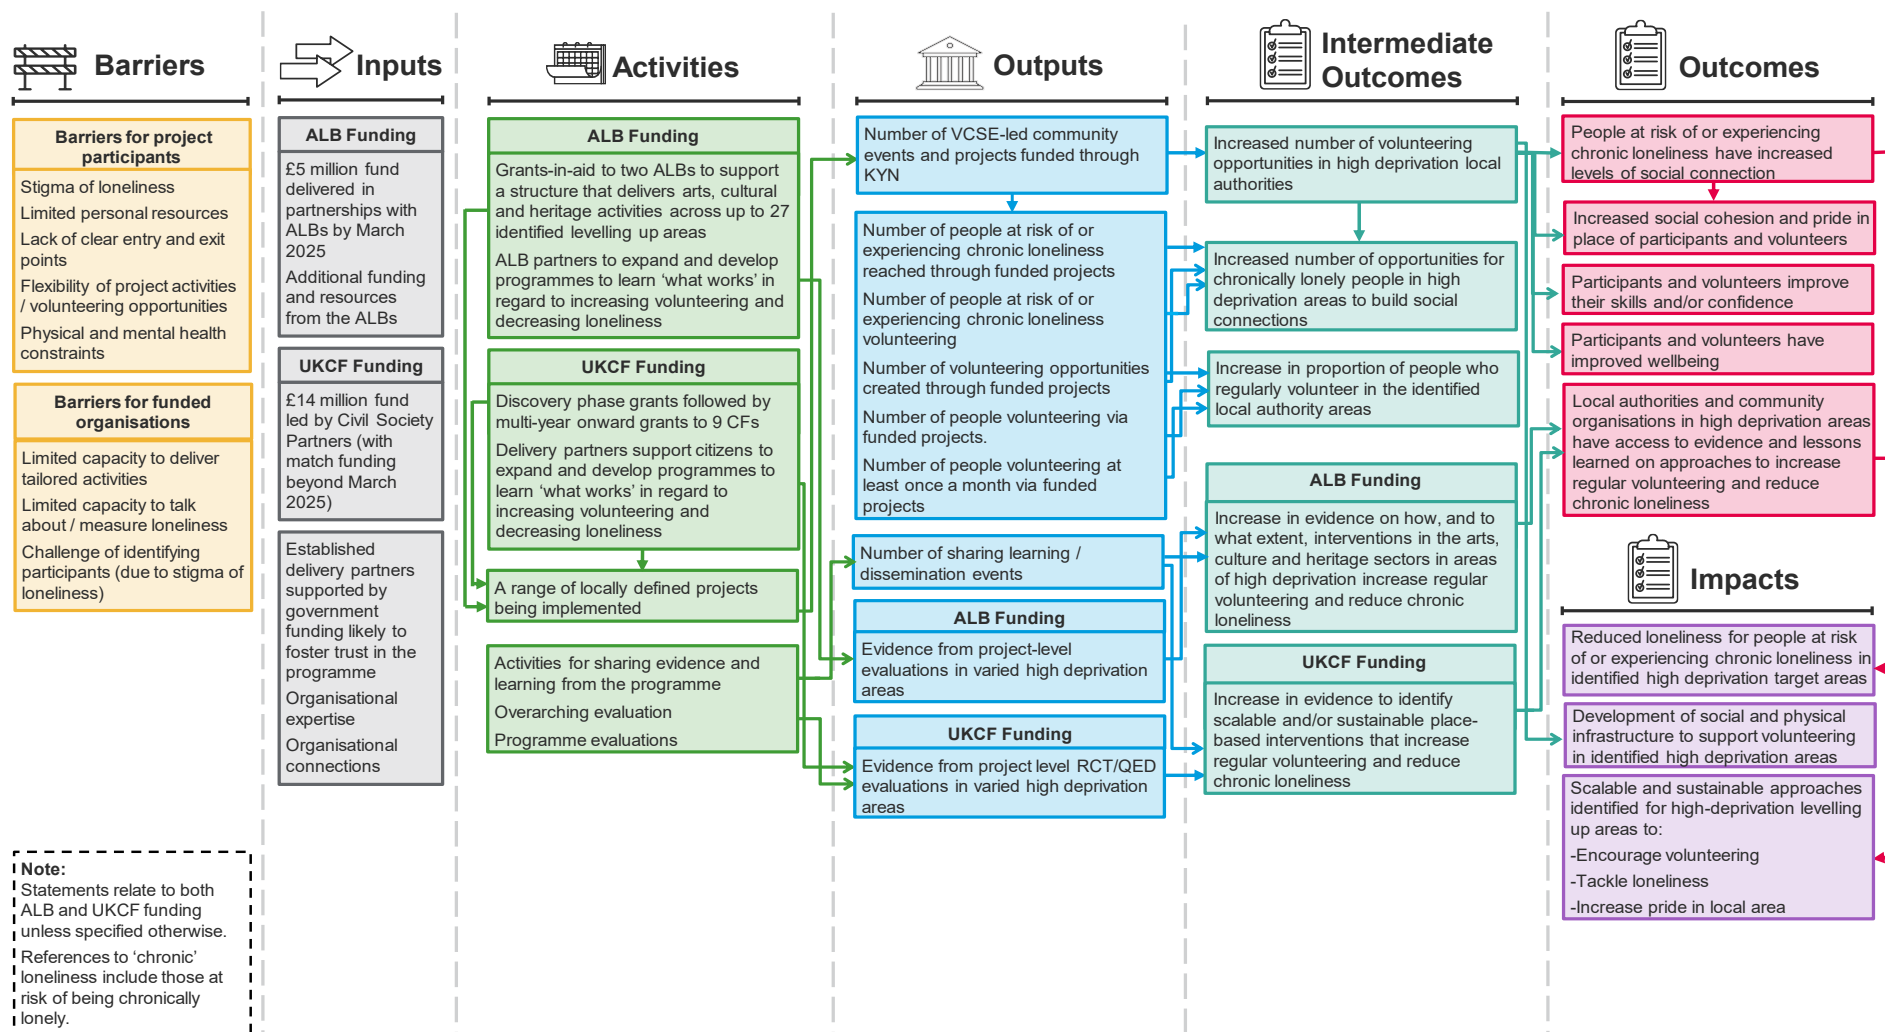 Barriers
Barriers for project
participants
Stigma of loneliness
Limited personal resources
Lack of clear entry and exit
points
Flexibility of project activities
/ volunteering opportunities
Physical and mental health
constraints
Barriers for funded
organisations
Limited capacity to deliver
tailored activities
Limited capacity to talk
about / measure loneliness
Challenge of identifying
participants (due to stigma of
loneliness)
Note:
Statements relate to both
ALB and UKCF funding
unless specified otherwise.
References to ‘chronic’
loneliness include those at
risk of being chronically
lonely.
Inputs
ALB Funding
£5 million fund
delivered in
partnerships with
ALBs by March
2025
Additional funding
and resources
from the ALBs
UKCF Funding
£14 million fund
led by Civil Society
Partners (with
match funding
beyond March
2025)
Established
delivery partners
supported by
government
funding likely to
foster trust in the
programme
Organisational
expertise
Organisational
connections
Activities
ALB Funding
Grants-in-aid to two ALBs to support
a structure that delivers arts, cultural
and heritage activities across up to 27
identified levelling up areas
ALB partners to expand and develop
programmes to learn ‘what works’ in
regard to increasing volunteering and
decreasing loneliness
UKCF Funding
Discovery phase grants followed by
multi-year onward grants to 9 CFs
Delivery partners support citizens to
expand and develop programmes to
learn ‘what works’ in regard to
increasing volunteering and
decreasing loneliness
A range of locally defined projects
being implemented
Activities for sharing evidence and
learning from the programme
Overarching evaluation
Programme evaluations
Outputs
Number of VCSE-led community
events and projects funded through
KYN
Number of people at risk of or
experiencing chronic loneliness
reached through funded projects
Number of people at risk of or
experiencing chronic loneliness
volunteering
Number of volunteering opportunities
created through funded projects
Number of people volunteering via
funded projects.
Number of people volunteering at
least once a month via funded
projects
Number of sharing learning /
dissemination events
ALB Funding
Evidence from project-level
evaluations in varied high deprivation
areas
UKCF Funding
Evidence from project level RCT/QED
evaluations in varied high deprivation
areas
Intermediate
Outcomes
Increased number of volunteering
opportunities in high deprivation local
authorities
Increased number of opportunities for
chronically lonely people in high
deprivation areas to build social
connections
Increase in proportion of people who
regularly volunteer in the identified
local authority areas
ALB Funding
Increase in evidence on how, and to
what extent, interventions in the arts,
culture and heritage sectors in areas
of high deprivation increase regular
volunteering and reduce chronic
loneliness
UKCF Funding
Increase in evidence to identify
scalable and/or sustainable place-
based interventions that increase
regular volunteering and reduce
chronic loneliness
Outcomes
People at risk of or experiencing
chronic loneliness have increased
levels of social connection
Increased social cohesion and pride in
place of participants and volunteers
Participants and volunteers improve
their skills and/or confidence
Participants and volunteers have
improved wellbeing
Local authorities and community
organisations in high deprivation areas
have access to evidence and lessons
learned on approaches to increase
regular volunteering and reduce
chronic loneliness
Impacts
Reduced loneliness for people at risk
of or experiencing chronic loneliness in
identified high deprivation target areas
Development of social and physical
infrastructure to support volunteering
in identified high deprivation areas
Scalable and sustainable approaches
identified for high-deprivation levelling
up areas to:
-Encourage volunteering
-Tackle loneliness
-Increase pride in local area